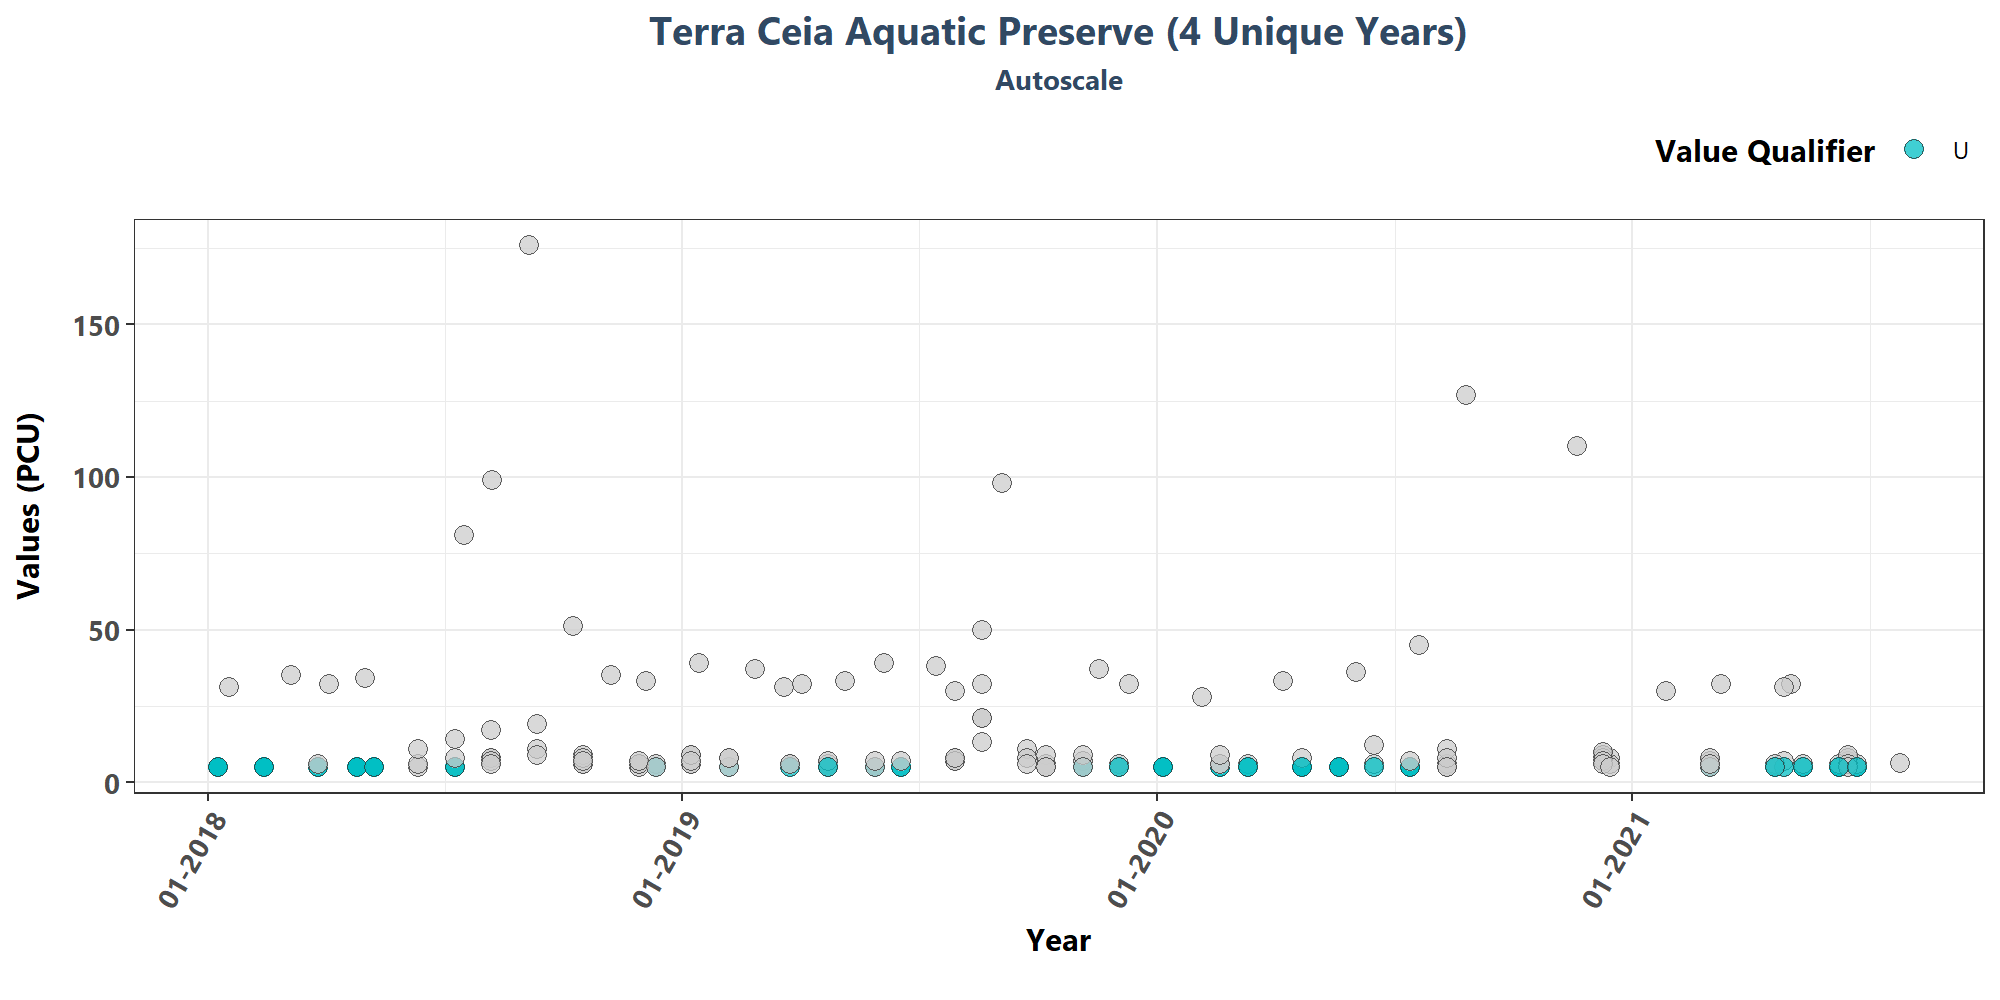 Terra Ceia Aquatic Preserve (4 Unique Years)
Autoscale
Value Qualifier U
Values (PCU)
150
100
50
0
01-2018
01-2019
01-2020
01-2021
Year